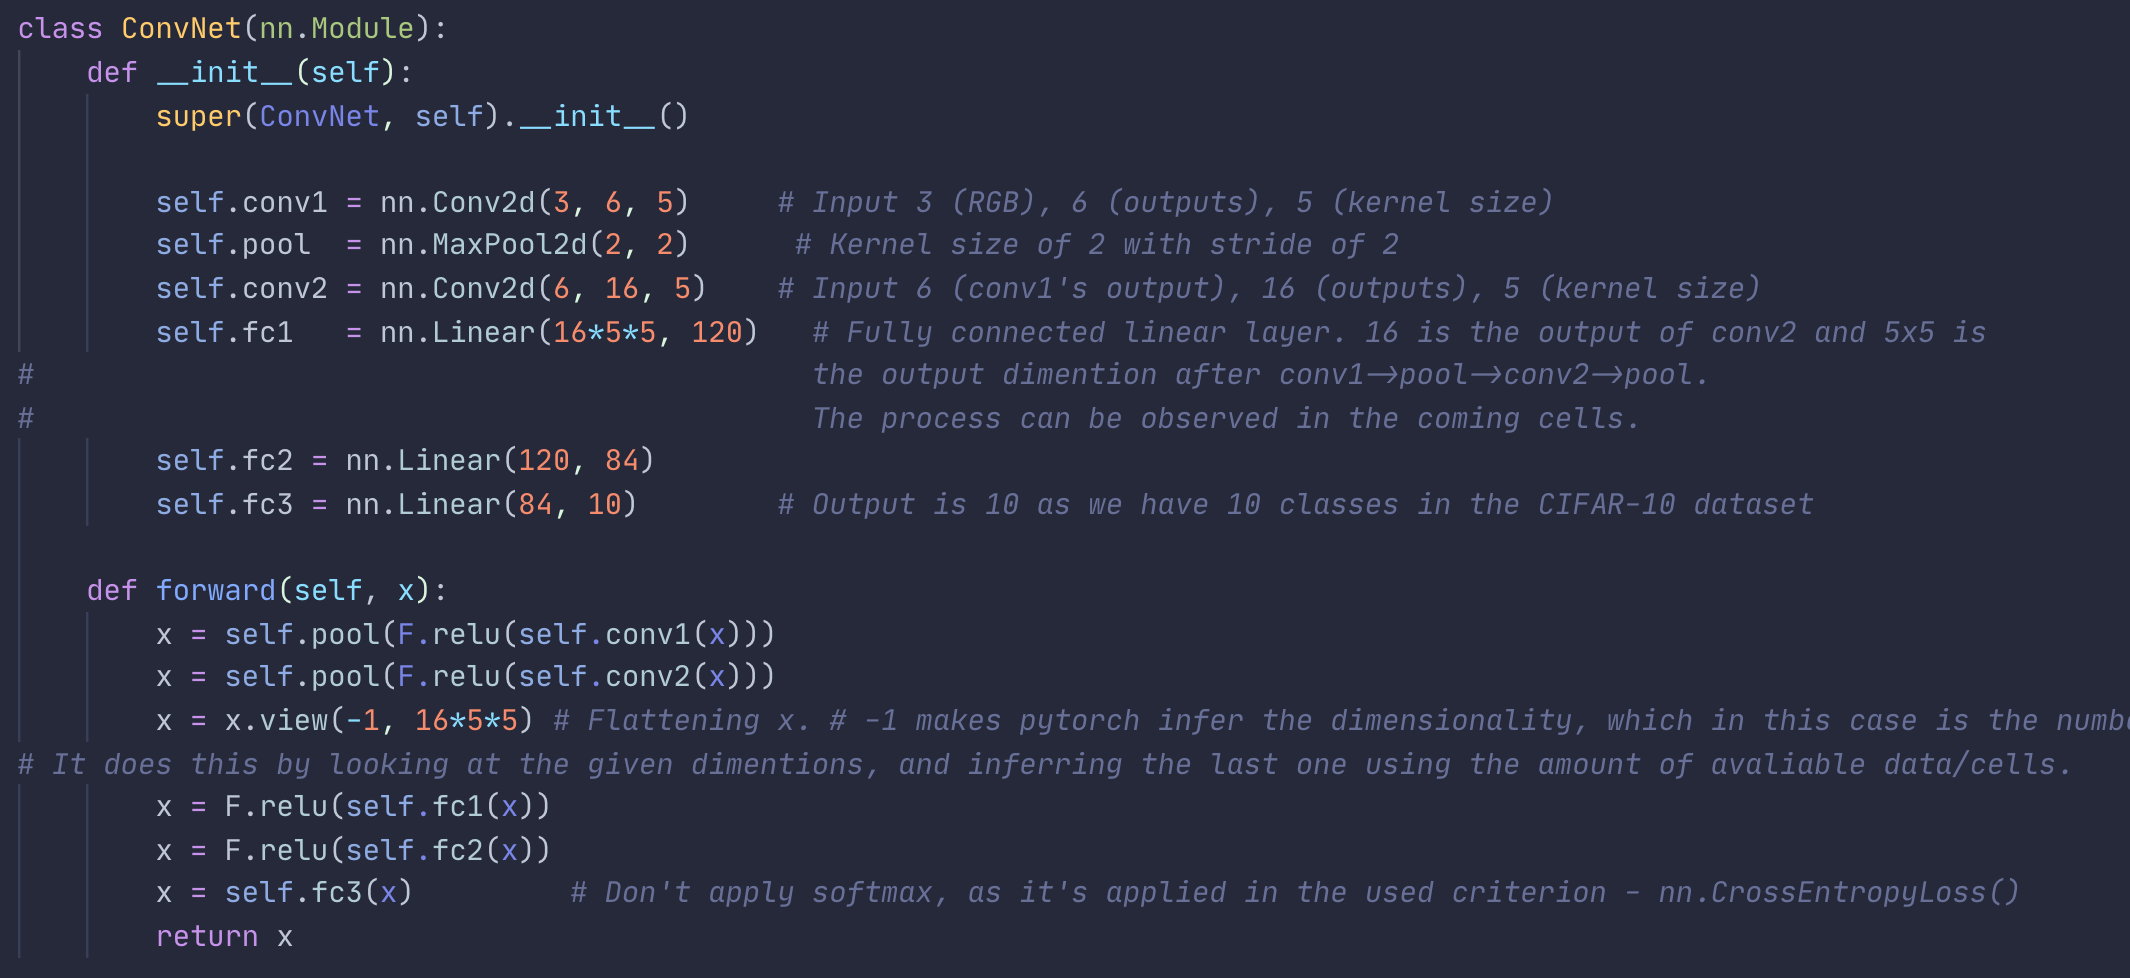 class ConvNet(nn.Module):
    def __init__(self):
        super(ConvNet, self).__init__()

        self.conv1 = nn.Conv2d(3, 6, 5)     # Input 3 (RGB), 6 (outputs), 5 (kernel size)
        self.pool  = nn.MaxPool2d(2, 2)      # Kernel size of 2 with stride of 2
        self.conv2 = nn.Conv2d(6, 16, 5)    # Input 6 (conv1's output), 16 (outputs), 5 (kernel size)
        self.fc1   = nn.Linear(16*5*5, 120)   # Fully connected linear layer. 16 is the output of conv2 and 5x5 is
#                                             the output dimention after conv1->pool->conv2->pool.
#                                             The process can be observed in the coming cells.
        self.fc2 = nn.Linear(120, 84)
        self.fc3 = nn.Linear(84, 10)        # Output is 10 as we have 10 classes in the CIFAR-10 dataset

    def forward(self, x):
        x = self.pool(F.relu(self.conv1(x)))
        x = self.pool(F.relu(self.conv2(x)))
        x = x.view(-1, 16*5*5) # Flattening x. # -1 makes pytorch infer the dimensionality, which in this case is the
# It does this by looking at the given dimentions, and inferring the last one using the amount of avaliable data/cells.
        x = F.relu(self.fc1(x))
        x = F.relu(self.fc2(x))
        x = self.fc3(x)         # Don't apply softmax, as it's applied in the used criterion - nn.CrossEntropyLoss()
        return x